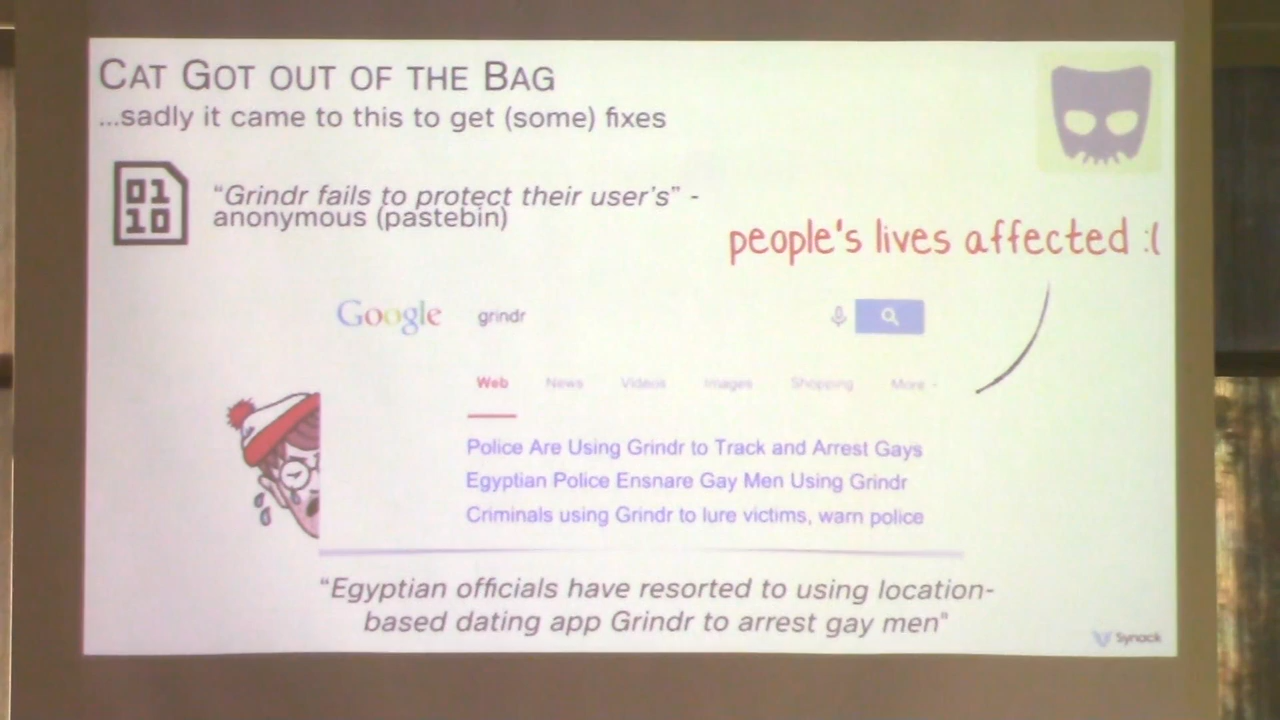 CAT GOT OUT OF THE BAG
...sadly it came to this to get (some) fixes
01
10
“Grindr fails to protect their user's” -
anonymous (pastebin)
people's lives affected :(
Google grindr
Web News Videos Images Shopping More
Police Are Using Grindr to Track and Arrest Gays
Egyptian Police Ensnare Gay Men Using Grindr
Criminals using Grindr to lure victims, warn police
“Egyptian officials have resorted to using location-
based dating app Grindr to arrest gay men”
Synack